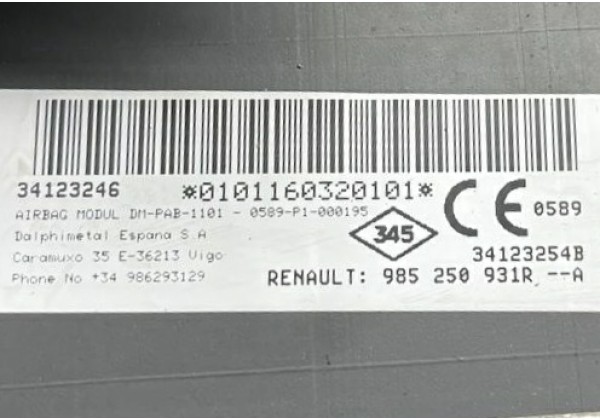 34123246 *0101160320101*
AIRBAG MODUL DM-PAB-1101 - 0589-P1-000195
CE 0589
Dalphimetal Espana S.A
345
Caramuxo 35 E-36213 Vigo
34123254B
Phone No +34 986293129
RENAULT: 985 250 931R --A